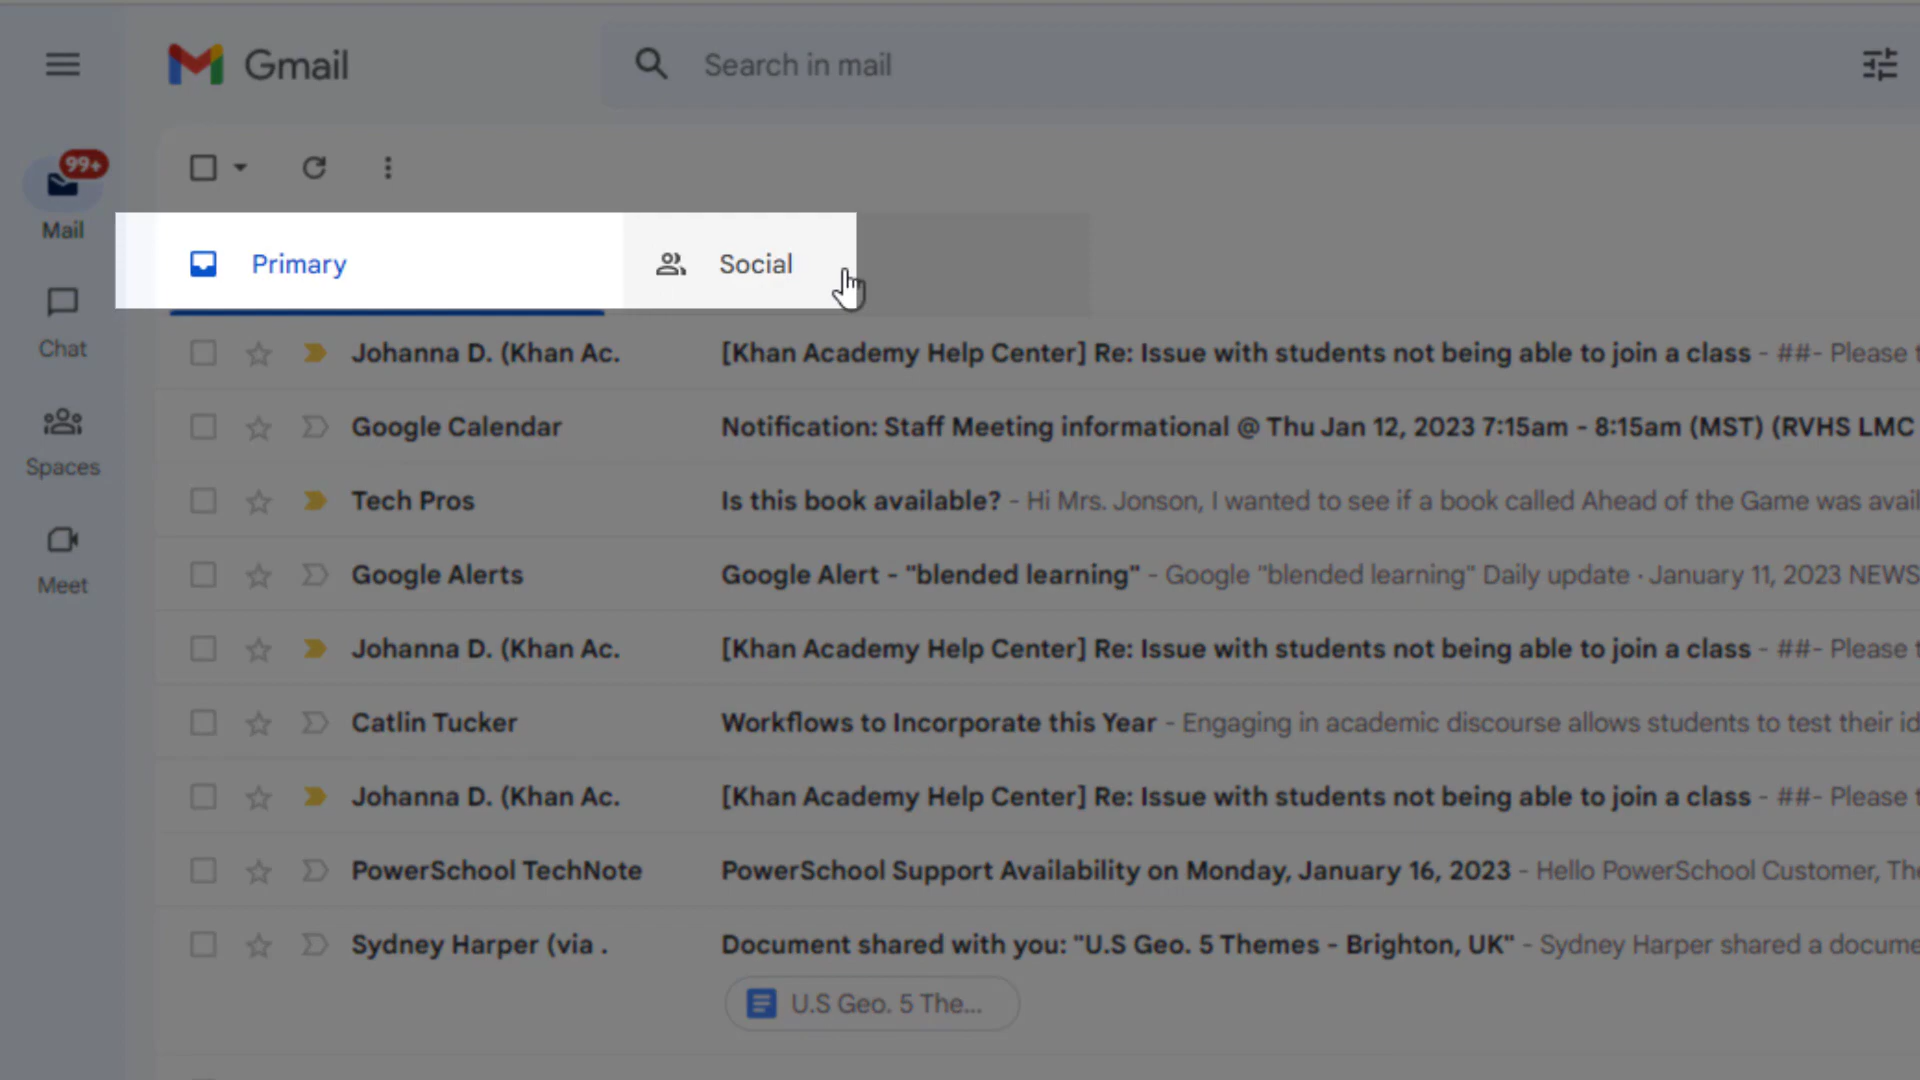 Gmail
Search in mail
99+
Mail
Primary
Social
Chat
Spaces
Meet
Johanna D. (Khan Ac. [Khan Academy Help Center] Re: Issue with students not being able to join a class - ##- Please
Google Calendar Notification: Staff Meeting informational @ Thu Jan 12, 2023 7:15am - 8:15am (MST) (RVHS LMC
Tech Pros Is this book available? - Hi Mrs. Jonson, I wanted to see if a book called Ahead of the Game was avail
Google Alerts Google Alert - "blended learning" - Google "blended learning" Daily update · January 11, 2023 NEWS
Johanna D. (Khan Ac. [Khan Academy Help Center] Re: Issue with students not being able to join a class - ##- Please
Catlin Tucker Workflows to Incorporate this Year - Engaging in academic discourse allows students to test their id
Johanna D. (Khan Ac. [Khan Academy Help Center] Re: Issue with students not being able to join a class - ##- Please
PowerSchool TechNote PowerSchool Support Availability on Monday, January 16, 2023 - Hello PowerSchool Customer, The
Sydney Harper (via . Document shared with you: "U.S Geo. 5 Themes - Brighton, UK" - Sydney Harper shared a docume
U.S Geo. 5 The...